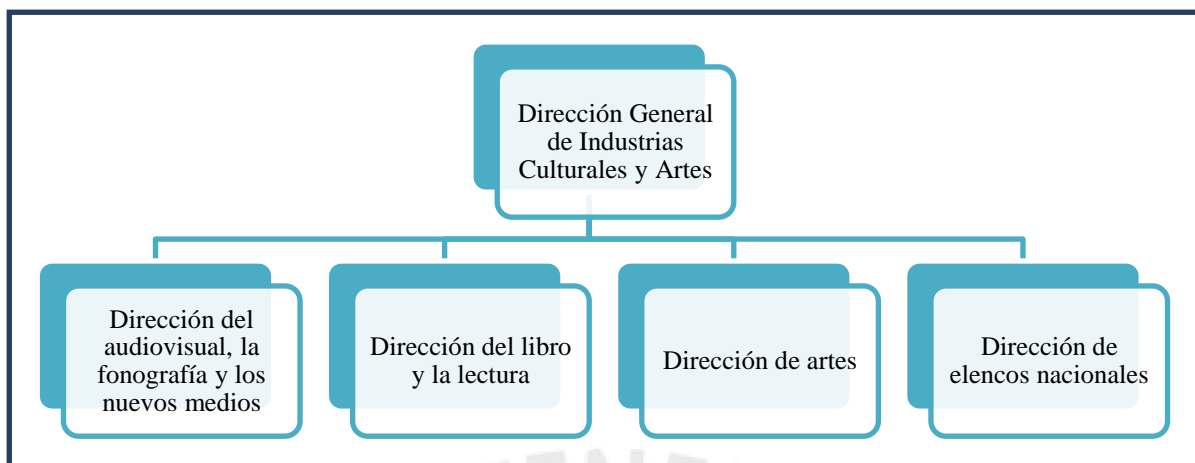 Dirección General
de Industrias
Culturales y Artes
Dirección del
audiovisual, la
fonografía y los
nuevos medios
Dirección del libro
y la lectura
Dirección de artes
Dirección de
elencos nacionales